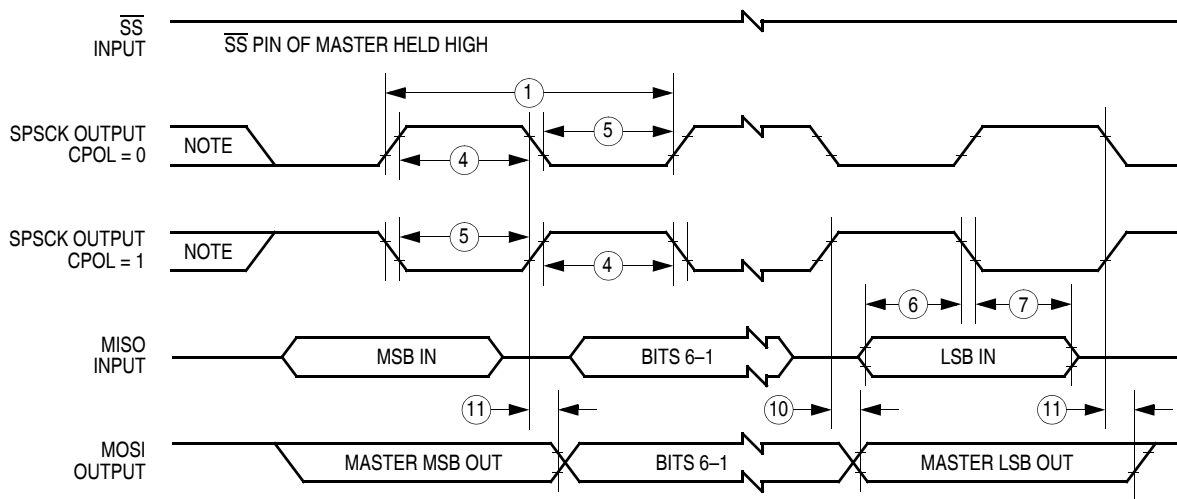 SS
INPUT
SS PIN OF MASTER HELD HIGH
1
SPSCK OUTPUT
CPOL = 0
NOTE
4
5
SPSCK OUTPUT
CPOL = 1
NOTE
5
4
6
7
MISO
INPUT
MSB IN
BITS 6–1
LSB IN
11
10
11
MOSI
OUTPUT
MASTER MSB OUT
BITS 6–1
MASTER LSB OUT